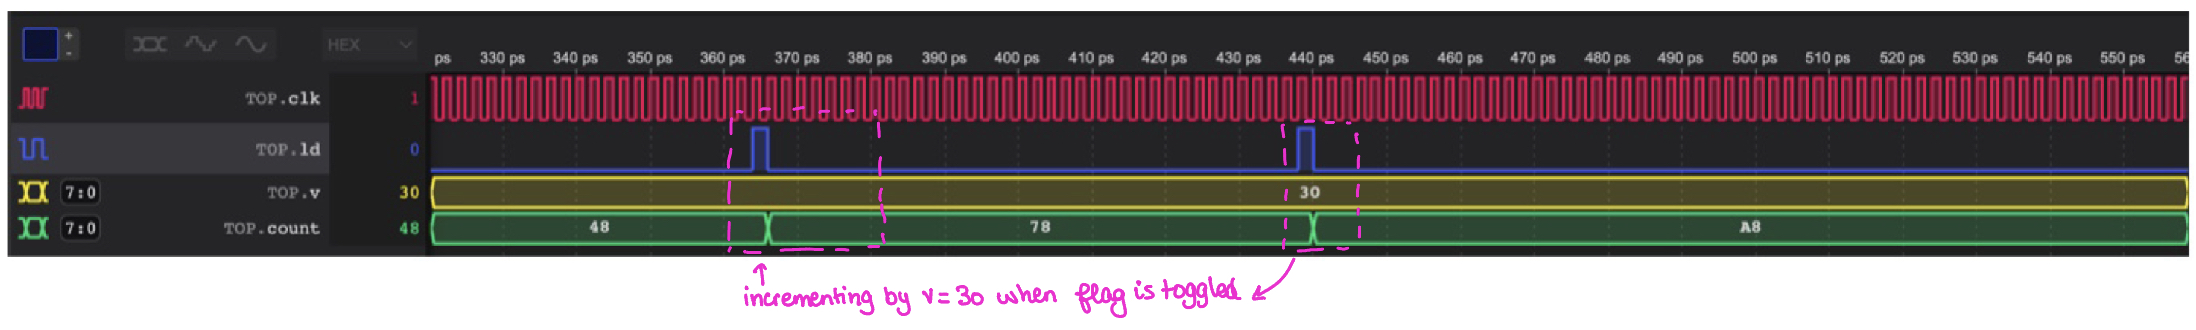 +
-
HEX
ps 330 ps 340 ps 350 ps 360 ps 370 ps 380 ps 390 ps 400 ps 410 ps 420 ps 430 ps 440 ps 450 ps 460 ps 470 ps 480 ps 490 ps 500 ps 510 ps 520 ps 530 ps 540 ps 550 ps 56
TOP.clk 1
TOP.ld 0
7:0 TOP.v 30 30
7:0 TOP.count 48 48 78 A8
incrementing by v=30 when flag is toggled